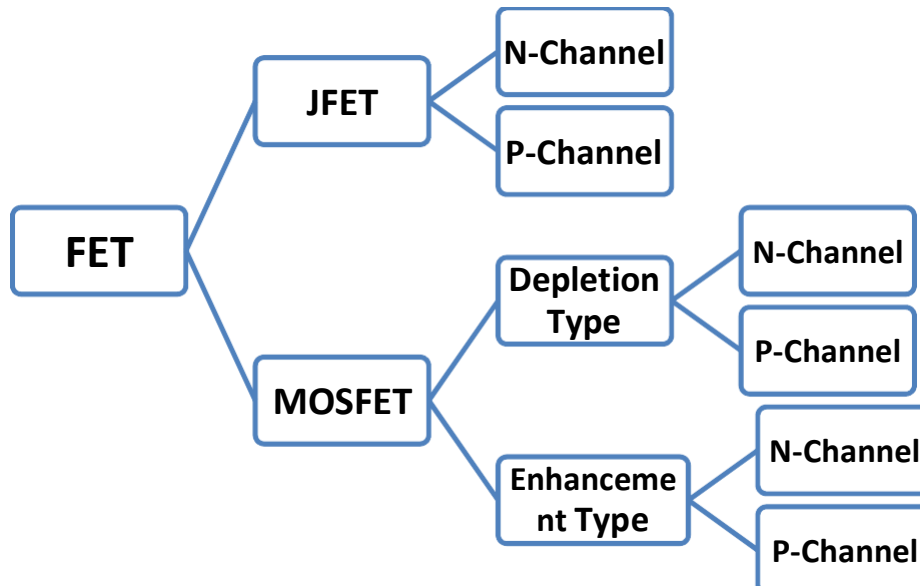 FET
JFET
N-Channel
P-Channel
MOSFET
Depletion
Type
N-Channel
P-Channel
Enhanceme
nt Type
N-Channel
P-Channel